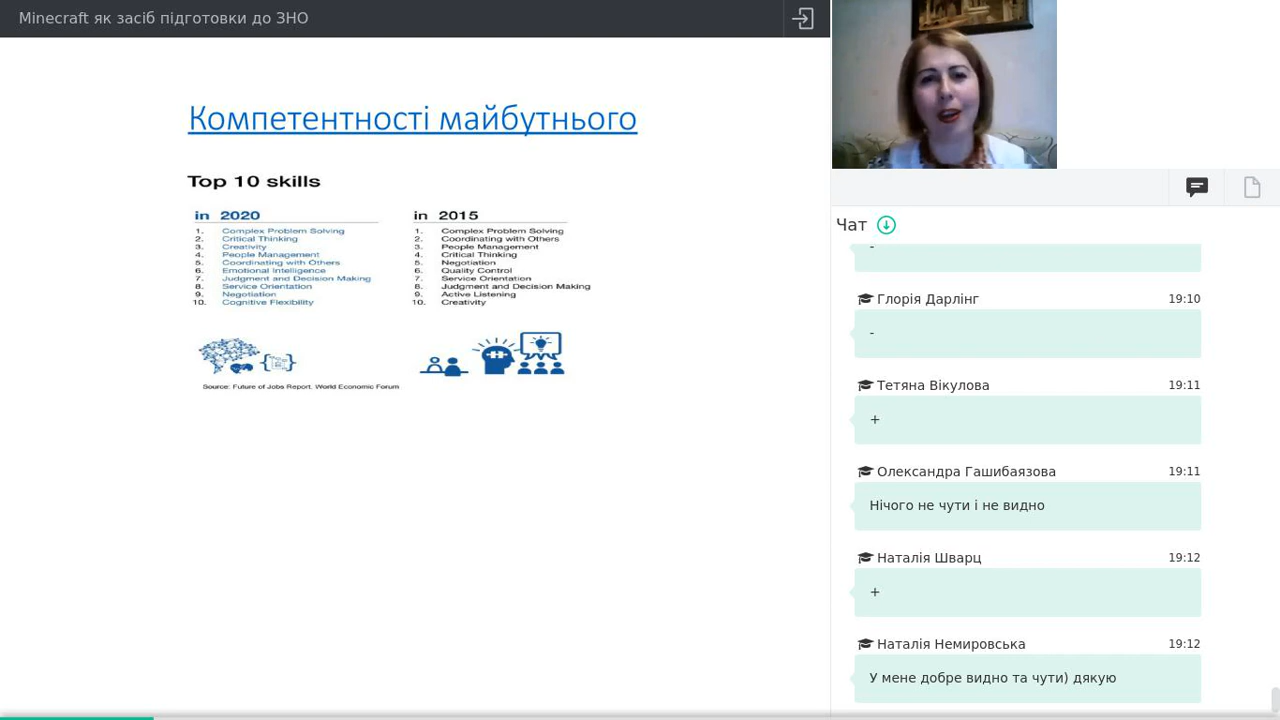 Minecraft як засіб підготовки до ЗНО
Компетентності майбутнього
Top 10 skills
in 2020
1. Complex Problem Solving
2. Critical Thinking
3. Creativity
4. People Management
5. Coordinating with Others
6. Emotional Intelligence
7. Judgment and Decision Making
8. Service Orientation
9. Negotiation
10. Cognitive Flexibility
in 2015
1. Complex Problem Solving
2. Coordinating with Others
3. People Management
4. Critical Thinking
5. Negotiation
6. Quality Control
7. Service Orientation
8. Judgment and Decision Making
9. Active Listening
10. Creativity
Source: Future of Jobs Report, World Economic Forum
Чат
-
Глорія Дарлінг 19:10
-
Тетяна Вікулова 19:11
+
Олександра Гашибаязова 19:11
Нічого не чути і не видно
Наталія Шварц 19:12
+
Наталія Немировська 19:12
У мене добре видно та чути) дякую